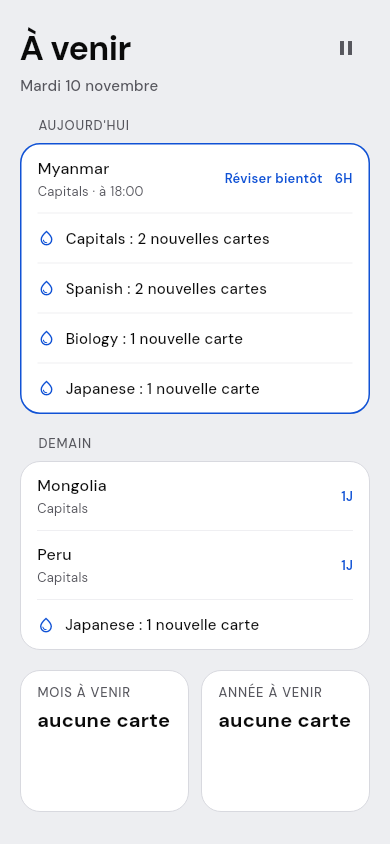 À venir
Mardi 10 novembre
AUJOURD'HUI
Myanmar
Capitals · à 18:00
Réviser bientôt 6H
Capitals : 2 nouvelles cartes
Spanish : 2 nouvelles cartes
Biology : 1 nouvelle carte
Japanese : 1 nouvelle carte
DEMAIN
Mongolia
Capitals
1J
Peru
Capitals
1J
Japanese : 1 nouvelle carte
MOIS À VENIR
aucune carte
ANNÉE À VENIR
aucune carte